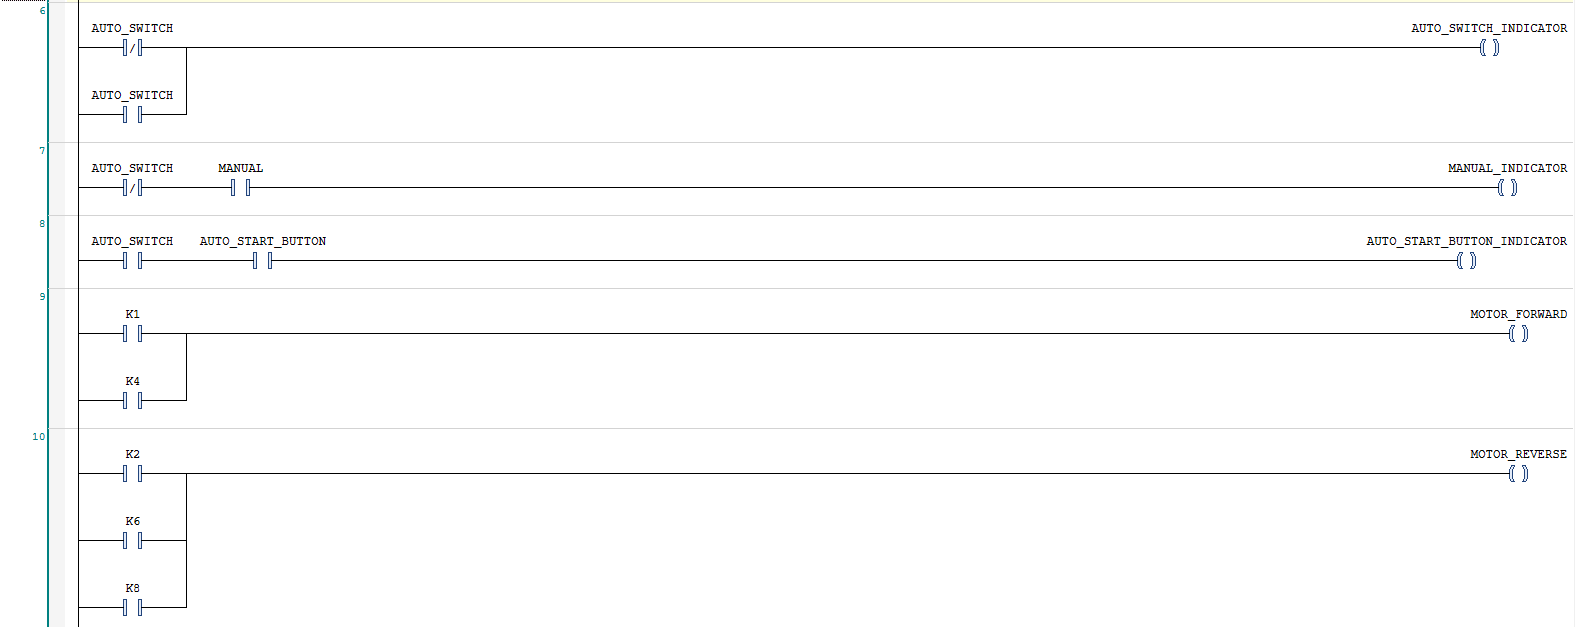 6
AUTO_SWITCH AUTO_SWITCH_INDICATOR
AUTO_SWITCH
7
AUTO_SWITCH MANUAL MANUAL_INDICATOR
8
AUTO_SWITCH AUTO_START_BUTTON AUTO_START_BUTTON_INDICATOR
9
K1 MOTOR_FORWARD
K4
10
K2 MOTOR_REVERSE
K6
K8